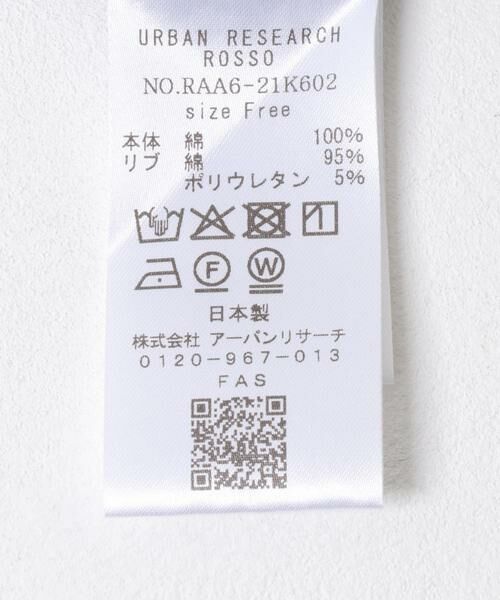 URBAN RESEARCH
ROSSO
NO.RAA6-21K602
size Free
本体 綿 100%
リブ 綿 95%
ポリウレタン 5%
F W
日本製
株式会社 アーバンリサーチ
0120-967-013
FAS